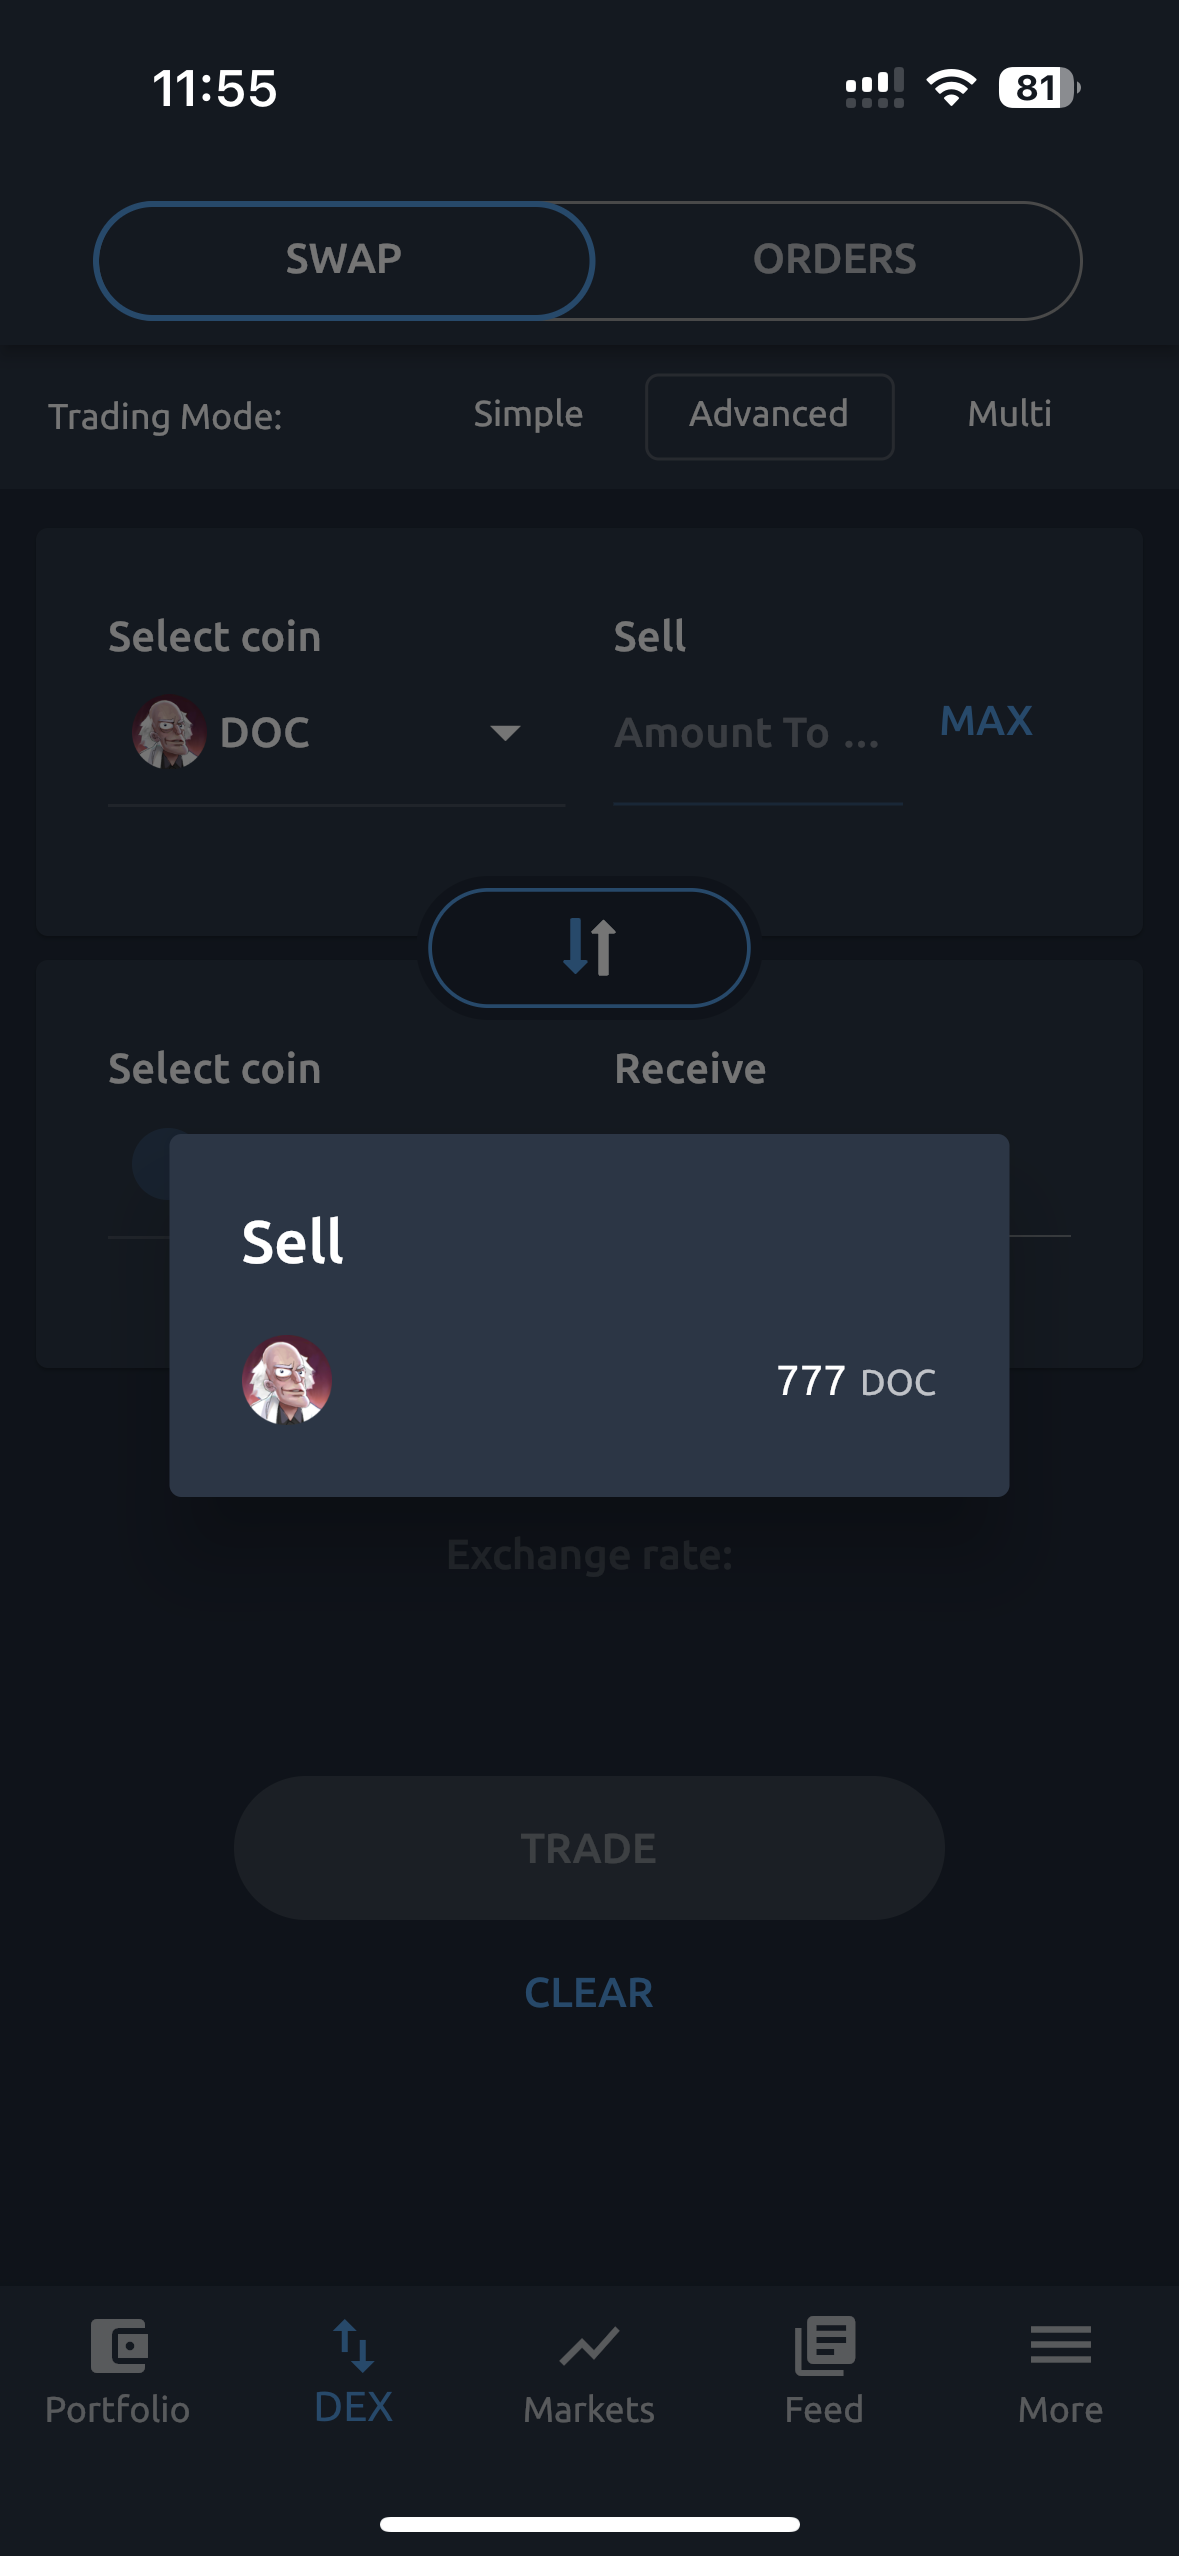 11:55
81
SWAP
ORDERS
Trading Mode:
Simple
Advanced
Multi
Select coin
Sell
DOC
Amount To ...
MAX
Select coin
Receive
Sell
777 DOC
Exchange rate:
TRADE
CLEAR
Portfolio
DEX
Markets
Feed
More